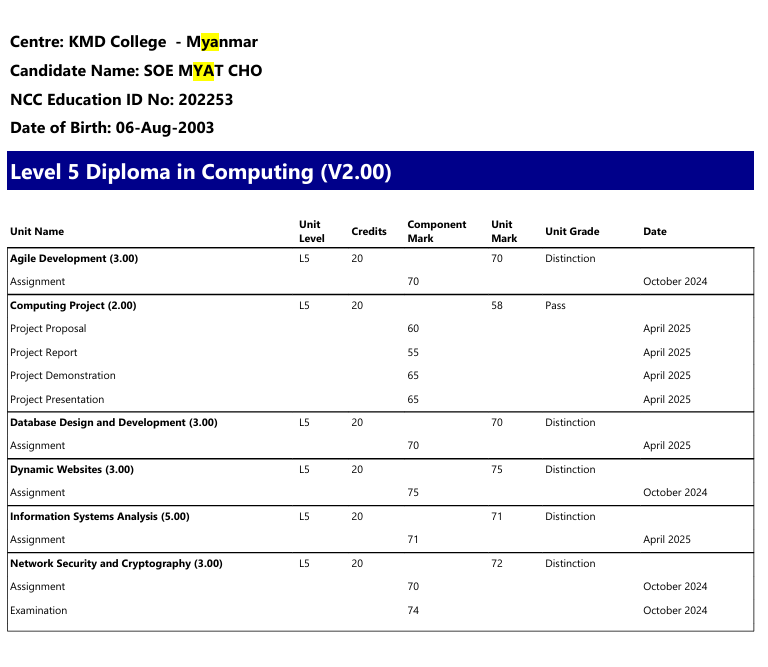 Centre: KMD College  - Myanmar
Candidate Name: SOE MYAT CHO
NCC Education ID No: 202253
Date of Birth: 06-Aug-2003
Level 5 Diploma in Computing (V2.00)
Unit Name Unit Level Credits Component Mark Unit Mark Unit Grade Date
Agile Development (3.00) L5 20 70 Distinction
Assignment 70 October 2024
Computing Project (2.00) L5 20 58 Pass
Project Proposal 60 April 2025
Project Report 55 April 2025
Project Demonstration 65 April 2025
Project Presentation 65 April 2025
Database Design and Development (3.00) L5 20 70 Distinction
Assignment 70 April 2025
Dynamic Websites (3.00) L5 20 75 Distinction
Assignment 75 October 2024
Information Systems Analysis (5.00) L5 20 71 Distinction
Assignment 71 April 2025
Network Security and Cryptography (3.00) L5 20 72 Distinction
Assignment 70 October 2024
Examination 74 October 2024